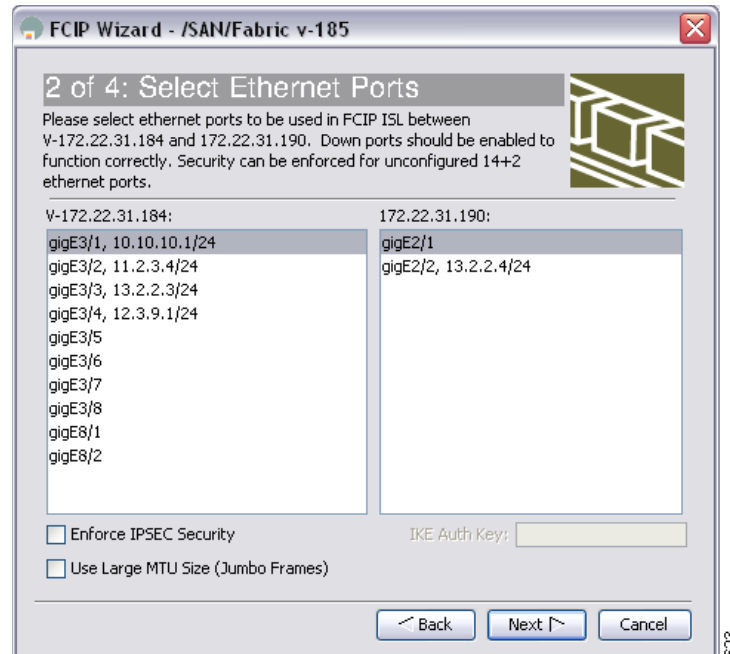 FCIP Wizard - /SAN/Fabric v-185
2 of 4: Select Ethernet Ports
Please select ethernet ports to be used in FCIP ISL between
V-172.22.31.184 and 172.22.31.190. Down ports should be enabled to
function correctly. Security can be enforced for unconfigured 14+2
ethernet ports.
V-172.22.31.184:
gigE3/1, 10.10.10.1/24
gigE3/2, 11.2.3.4/24
gigE3/3, 13.2.2.3/24
gigE3/4, 12.3.9.1/24
gigE3/5
gigE3/6
gigE3/7
gigE3/8
gigE8/1
gigE8/2
172.22.31.190:
gigE2/1
gigE2/2, 13.2.2.4/24
Enforce IPSEC Security
IKE Auth Key:
Use Large MTU Size (Jumbo Frames)
Back
Next
Cancel